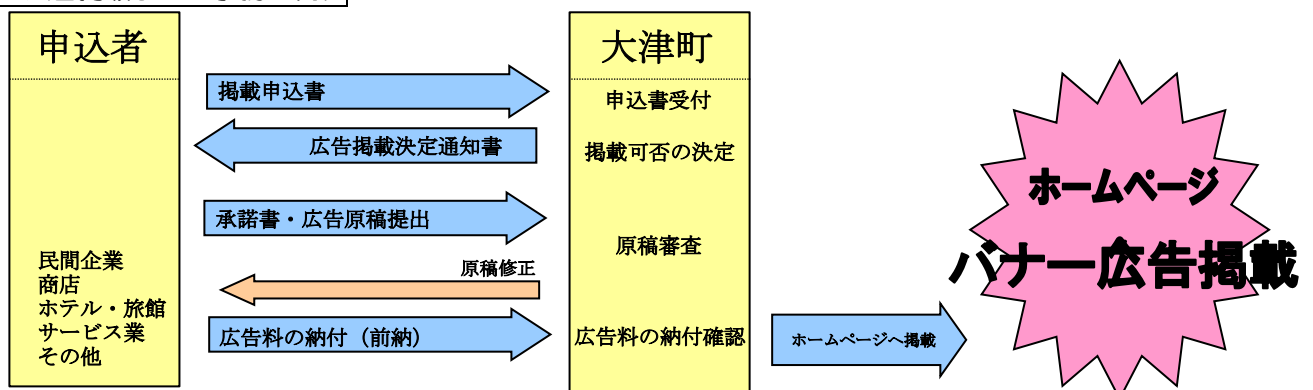 申込者
大津町
掲載申込書
申込書受付
広告掲載決定通知書
掲載可否の決定
承諾書・広告原稿提出
原稿審査
原稿修正
民間企業
商店
ホテル・旅館
サービス業
その他
広告料の納付（前納）
広告料の納付確認
ホームページへ掲載
ホームページ
バナー広告掲載